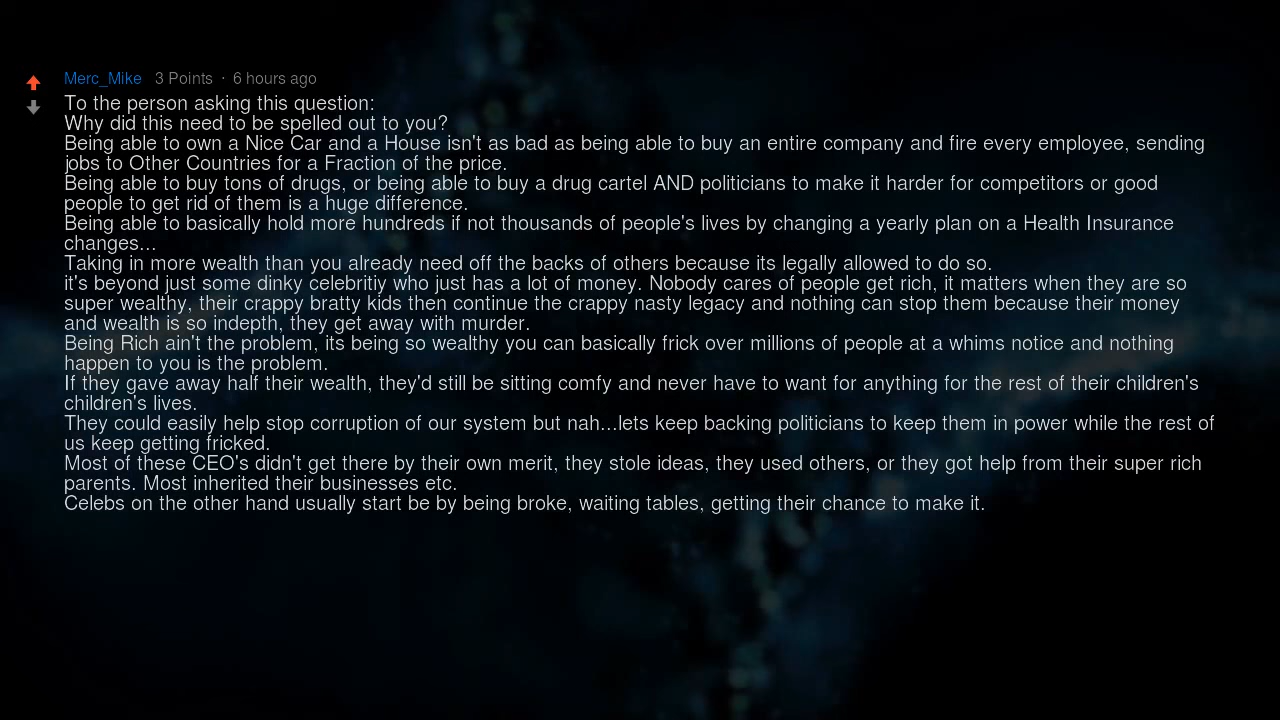 Merc_Mike 3 Points · 6 hours ago
To the person asking this question:
Why did this need to be spelled out to you?
Being able to own a Nice Car and a House isn't as bad as being able to buy an entire company and fire every employee, sending
jobs to Other Countries for a Fraction of the price.
Being able to buy tons of drugs, or being able to buy a drug cartel AND politicians to make it harder for competitors or good
people to get rid of them is a huge difference.
Being able to basically hold more hundreds if not thousands of people's lives by changing a yearly plan on a Health Insurance
changes...
Taking in more wealth than you already need off the backs of others because its legally allowed to do so.
it's beyond just some dinky celebritiy who just has a lot of money. Nobody cares of people get rich, it matters when they are so
super wealthy, their crappy bratty kids then continue the crappy nasty legacy and nothing can stop them because their money
and wealth is so indepth, they get away with murder.
Being Rich ain't the problem, its being so wealthy you can basically frick over millions of people at a whims notice and nothing
happen to you is the problem.
If they gave away half their wealth, they'd still be sitting comfy and never have to want for anything for the rest of their children's
children's lives.
They could easily help stop corruption of our system but nah...lets keep backing politicians to keep them in power while the rest of
us keep getting fricked.
Most of these CEO's didn't get there by their own merit, they stole ideas, they used others, or they got help from their super rich
parents. Most inherited their businesses etc.
Celebs on the other hand usually start be by being broke, waiting tables, getting their chance to make it.